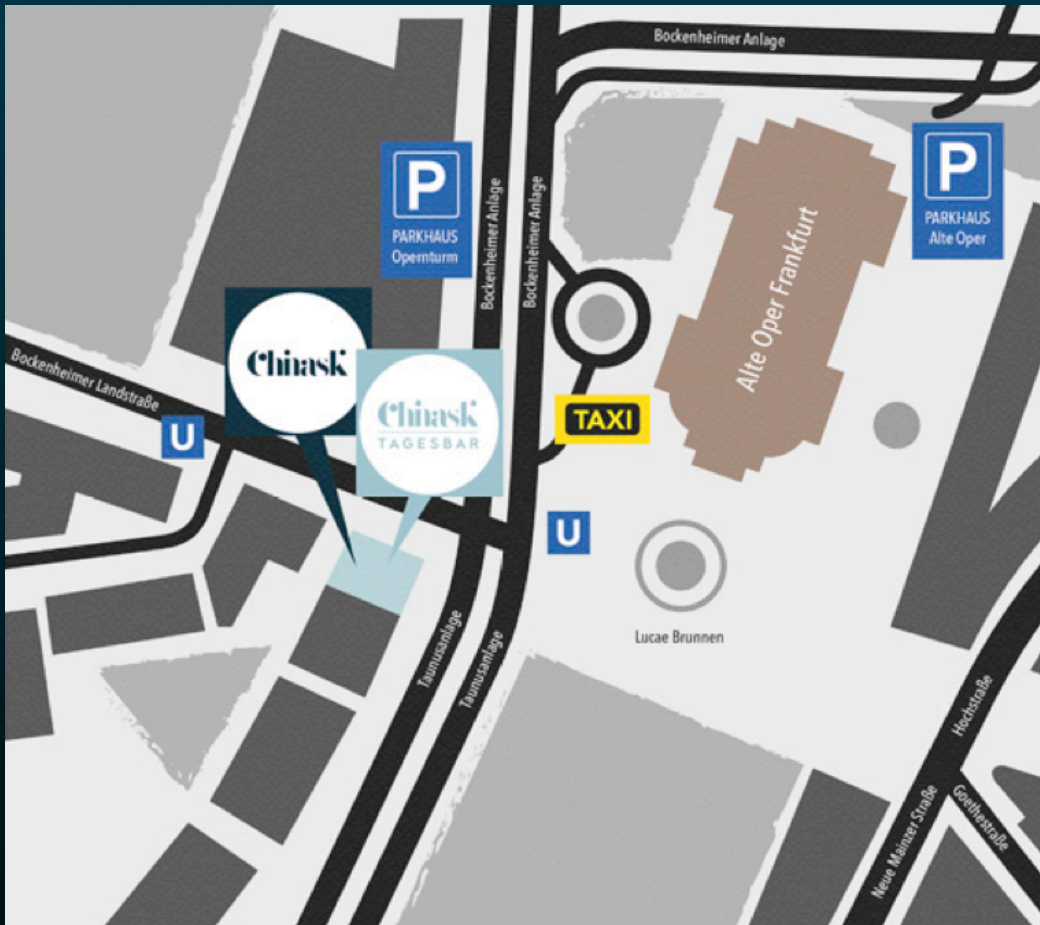 Bockenheimer Anlage
P
PARKHAUS
Opernturm
P
PARKHAUS
Alte Oper
Bockenheimer Anlage
Bockenheimer Anlage
Alte Oper Frankfurt
Chinask
Bockenheimer Landstraße
Chinask
TAGESBAR
TAXI
U
U
Lucae Brunnen
Taunusanlage
Taunusanlage
Hochstraße
Goethestraße
Neue Mainzer Straße